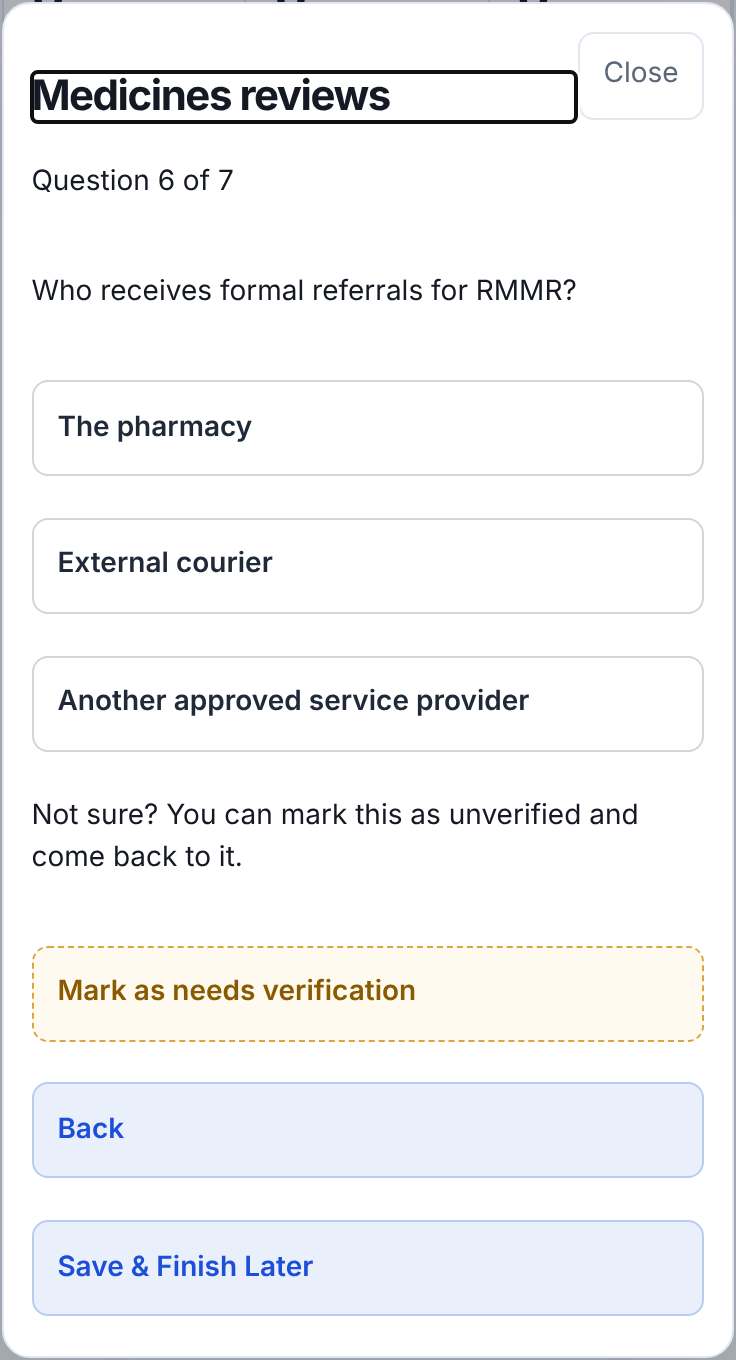 Medicines reviews
Close
Question 6 of 7
Who receives formal referrals for RMMR?
The pharmacy
External courier
Another approved service provider
Not sure? You can mark this as unverified and
come back to it.
Mark as needs verification
Back
Save & Finish Later